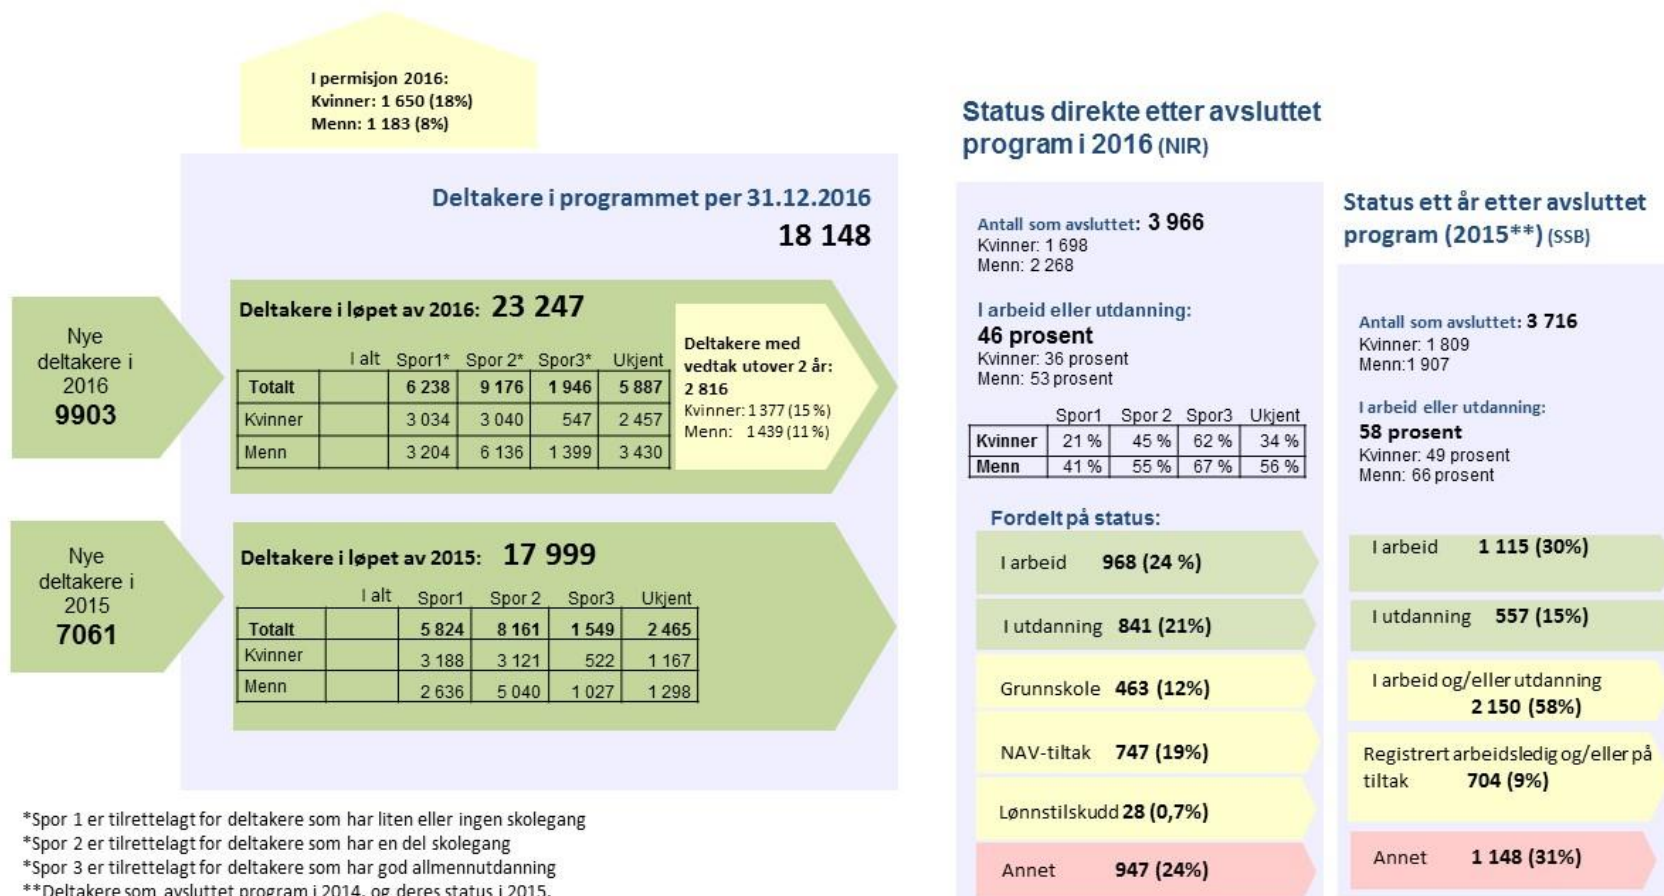 I permisjon 2016:
Kvinner: 1 650 (18%)
Menn: 1 183 (8%)
Deltakere i programmet per 31.12.2016
18 148
Nye
deltakere i
2016
9903
Deltakere i løpet av 2016: 23 247
I alt Spor1* Spor 2* Spor3* Ukjent
Totalt 6 238 9 176 1 946 5 887
Kvinner 3 034 3 040 547 2 457
Menn 3 204 6 136 1 399 3 430
Deltakere med
vedtak utover 2 år:
2 816
Kvinner: 1 377 (15 %)
Menn: 1 439 (11 %)
Nye
deltakere i
2015
7061
Deltakere i løpet av 2015: 17 999
I alt Spor1 Spor 2 Spor3 Ukjent
Totalt 5 824 8 161 1 549 2 465
Kvinner 3 188 3 121 522 1 167
Menn 2 636 5 040 1 027 1 298
*Spor 1 er tilrettelagt for deltakere som har liten eller ingen skolegang
*Spor 2 er tilrettelagt for deltakere som har en del skolegang
*Spor 3 er tilrettelagt for deltakere som har god allmennutdanning
**Deltakere som avsluttet program i 2014, og deres status i 2015.
Status direkte etter avsluttet
program i 2016 (NIR)
Antall som avsluttet: 3 966
Kvinner: 1 698
Menn: 2 268
I arbeid eller utdanning:
46 prosent
Kvinner: 36 prosent
Menn: 53 prosent
Spor1 Spor 2 Spor3 Ukjent
Kvinner 21 % 45 % 62 % 34 %
Menn 41 % 55 % 67 % 56 %
Fordelt på status:
I arbeid 968 (24 %)
I utdanning 841 (21%)
Grunnskole 463 (12%)
NAV-tiltak 747 (19%)
Lønnstilskudd 28 (0,7%)
Annet 947 (24%)
Status ett år etter avsluttet
program (2015**) (SSB)
Antall som avsluttet: 3 716
Kvinner: 1 809
Menn:1 907
I arbeid eller utdanning:
58 prosent
Kvinner: 49 prosent
Menn: 66 prosent
I arbeid 1 115 (30%)
I utdanning 557 (15%)
I arbeid og/eller utdanning
2 150 (58%)
Registrert arbeidsledig og/eller på
tiltak 704 (9%)
Annet 1 148 (31%)